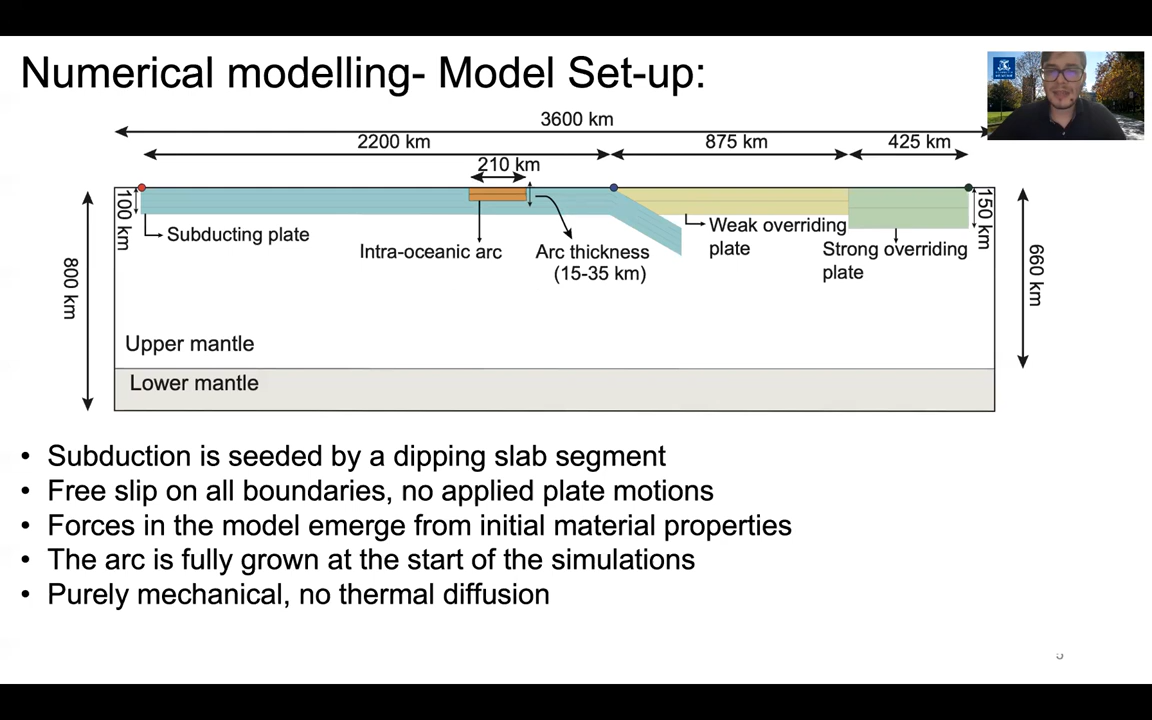 Numerical modelling- Model Set-up:
3600 km
2200 km
875 km
425 km
210 km
100 km
150 km
Subducting plate
Intra-oceanic arc
Arc thickness
(15-35 km)
Weak overriding
plate
Strong overriding
plate
800 km
660 km
Upper mantle
Lower mantle
• Subduction is seeded by a dipping slab segment
• Free slip on all boundaries, no applied plate motions
• Forces in the model emerge from initial material properties
• The arc is fully grown at the start of the simulations
• Purely mechanical, no thermal diffusion